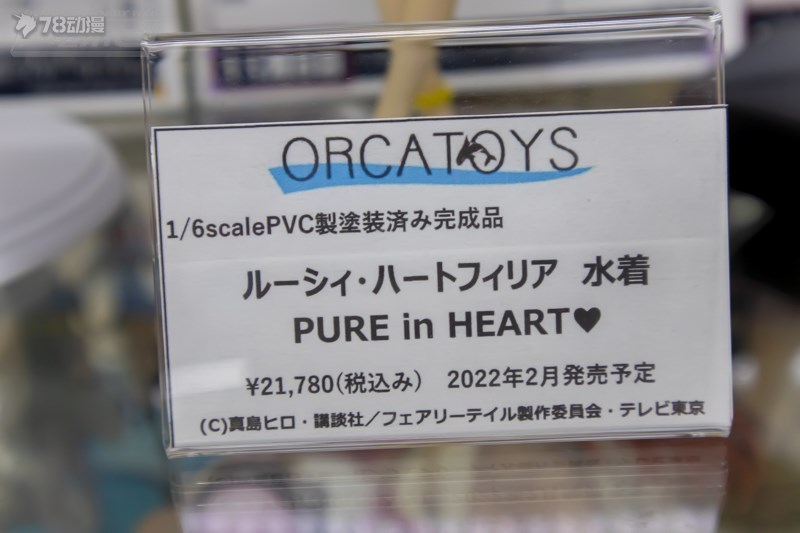 78动漫
ORCATOYS
1/6scalePVC製塗装済み完成品
ルーシィ・ハートフィリア 水着
PURE in HEART♥
¥21,780(税込み) 2022年2月発売予定
(C)真島ヒロ・講談社／フェアリーテイル製作委員会・テレビ東京